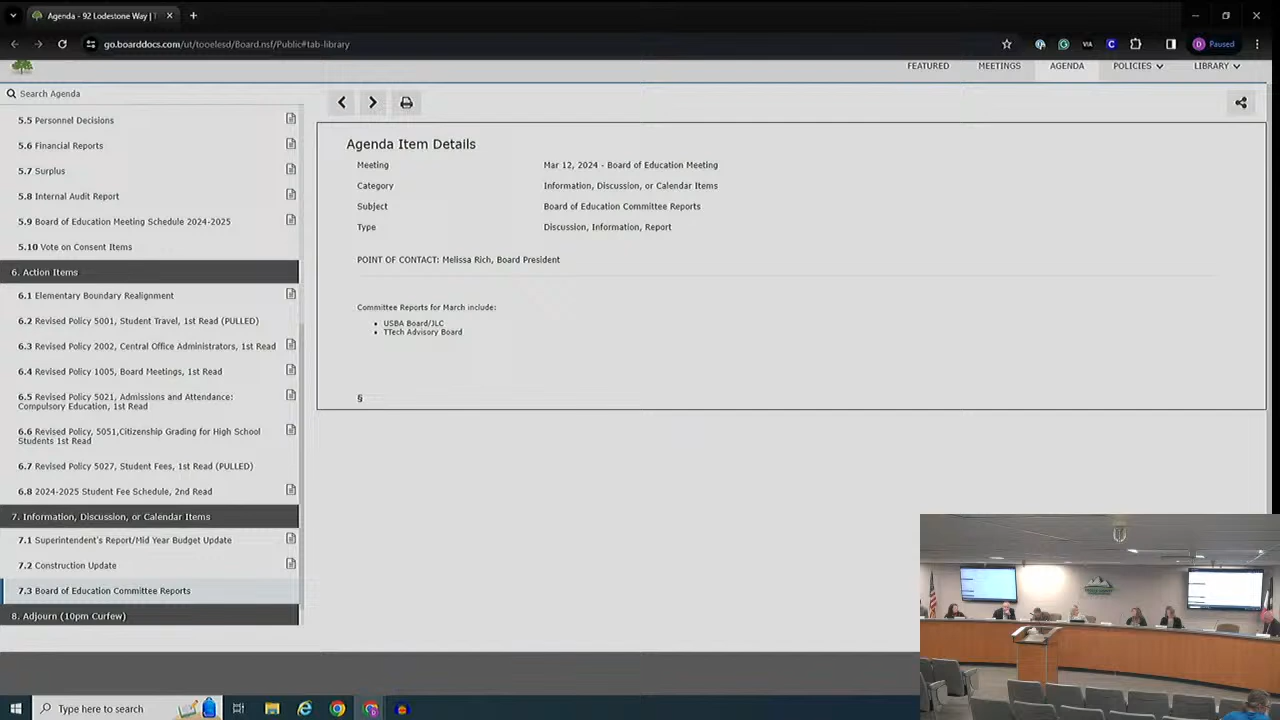 Agenda - 92 Lodestone Way | T
go.boarddocs.com/ut/tooelesd/Board.nsf/Public#tab-library
VIA
C
D Paused
FEATURED MEETINGS AGENDA POLICIES LIBRARY
Search Agenda
5.5 Personnel Decisions
5.6 Financial Reports
5.7 Surplus
5.8 Internal Audit Report
5.9 Board of Education Meeting Schedule 2024-2025
5.10 Vote on Consent Items
6. Action Items
6.1 Elementary Boundary Realignment
6.2 Revised Policy 5001, Student Travel, 1st Read (PULLED)
6.3 Revised Policy 2002, Central Office Administrators, 1st Read
6.4 Revised Policy 1005, Board Meetings, 1st Read
6.5 Revised Policy 5021, Admissions and Attendance:
Compulsory Education, 1st Read
6.6 Revised Policy, 5051,Citizenship Grading for High School
Students 1st Read
6.7 Revised Policy 5027, Student Fees, 1st Read (PULLED)
6.8 2024-2025 Student Fee Schedule, 2nd Read
7. Information, Discussion, or Calendar Items
7.1 Superintendent's Report/Mid Year Budget Update
7.2 Construction Update
7.3 Board of Education Committee Reports
8. Adjourn (10pm Curfew)
Agenda Item Details
Meeting Mar 12, 2024 - Board of Education Meeting
Category Information, Discussion, or Calendar Items
Subject Board of Education Committee Reports
Type Discussion, Information, Report
POINT OF CONTACT: Melissa Rich, Board President
Committee Reports for March include:
• USBA Board/JLC
• TTech Advisory Board
§
Type here to search